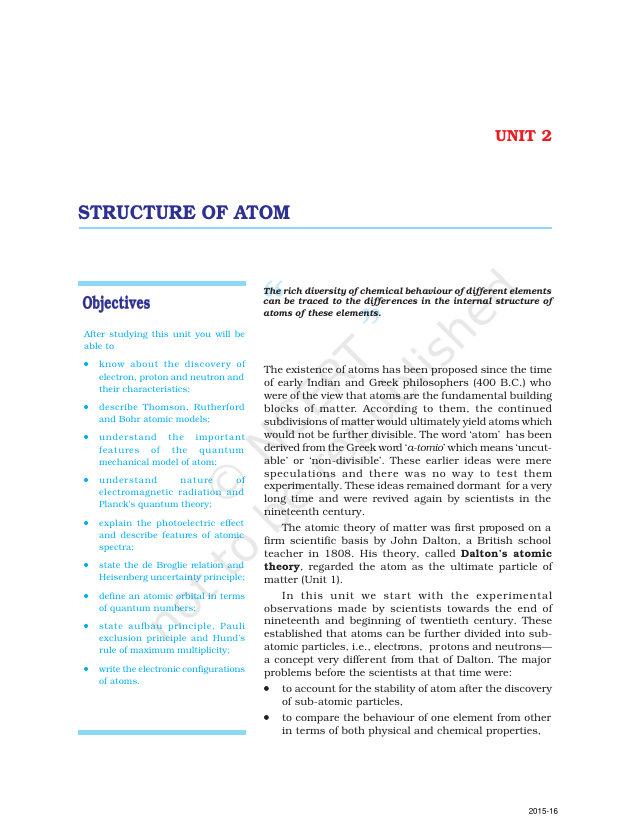 UNIT 2
STRUCTURE OF ATOM
Objectives
After studying this unit you will be
able to
• know about the discovery of
electron, proton and neutron and
their characteristics;
• describe Thomson, Rutherford
and Bohr atomic models;
• understand the important
features of the quantum
mechanical model of atom;
• understand nature of
electromagnetic radiation and
Planck's quantum theory;
• explain the photoelectric effect
and describe features of atomic
spectra;
• state the de Broglie relation and
Heisenberg uncertainty principle;
• define an atomic orbital in terms
of quantum numbers;
• state aufbau principle, Pauli
exclusion principle and Hund's
rule of maximum multiplicity;
• write the electronic configurations
of atoms.
“
The rich diversity of chemical behaviour of different elements
can be traced to the differences in the internal structure of
atoms of these elements.
”
The existence of atoms has been proposed since the time
of early Indian and Greek philosophers (400 B.C.) who
were of the view that atoms are the fundamental building
blocks of matter. According to them, the continued
subdivisions of matter would ultimately yield atoms which
would not be further divisible. The word ‘atom’ has been
derived from the Greek word ‘a-tomio’ which means ‘uncut-
able’ or ‘non-divisible’. These earlier ideas were mere
speculations and there was no way to test them
experimentally. These ideas remained dormant for a very
long time and were revived again by scientists in the
nineteenth century.
The atomic theory of matter was first proposed on a
firm scientific basis by John Dalton, a British school
teacher in 1808. His theory, called Dalton's atomic
theory, regarded the atom as the ultimate particle of
matter (Unit 1).
In this unit we start with the experimental
observations made by scientists towards the end of
nineteenth and beginning of twentieth century. These
established that atoms can be further divided into sub-
atomic particles, i.e., electrons, protons and neutrons—
a concept very different from that of Dalton. The major
problems before the scientists at that time were:
• to account for the stability of atom after the discovery
of sub-atomic particles,
• to compare the behaviour of one element from other
in terms of both physical and chemical properties,
© NCERT
not to be republished
2015-16